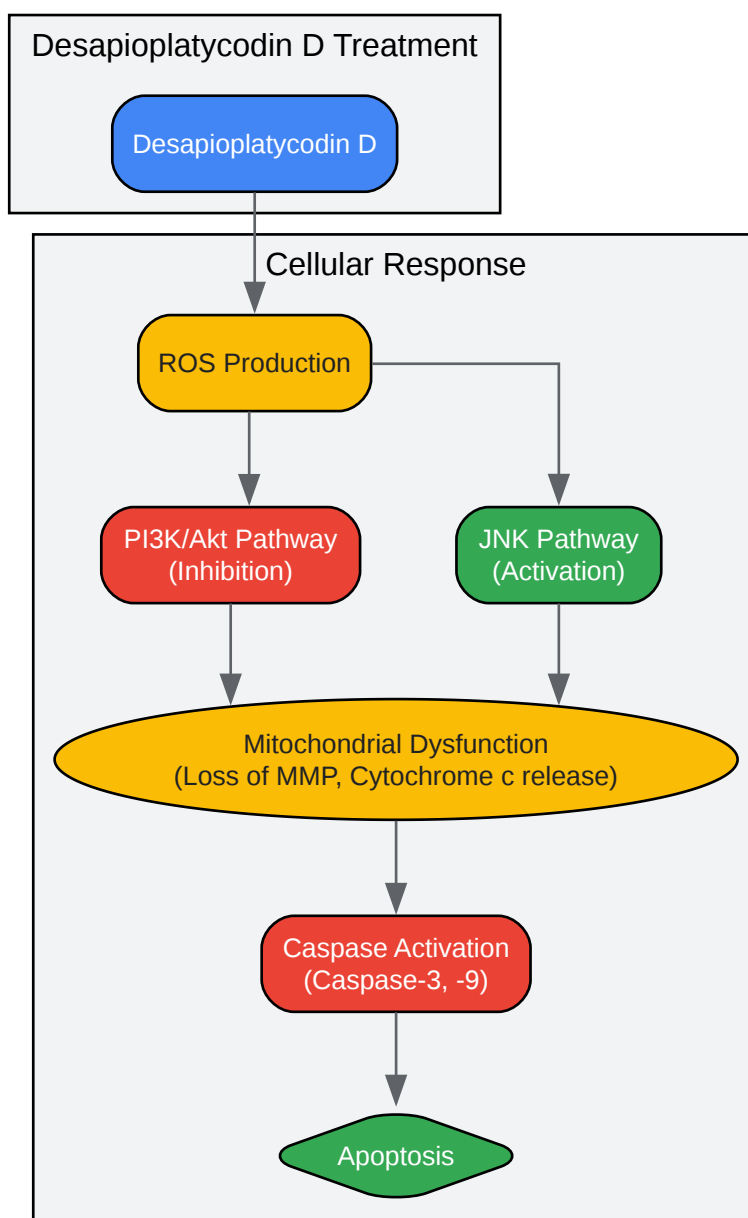 Desapioplatycodin D Treatment
Desapioplatycodin D
Cellular Response
ROS Production
PI3K/Akt Pathway
(Inhibition)
JNK Pathway
(Activation)
Mitochondrial Dysfunction
(Loss of MMP, Cytochrome c release)
Caspase Activation
(Caspase-3, -9)
Apoptosis